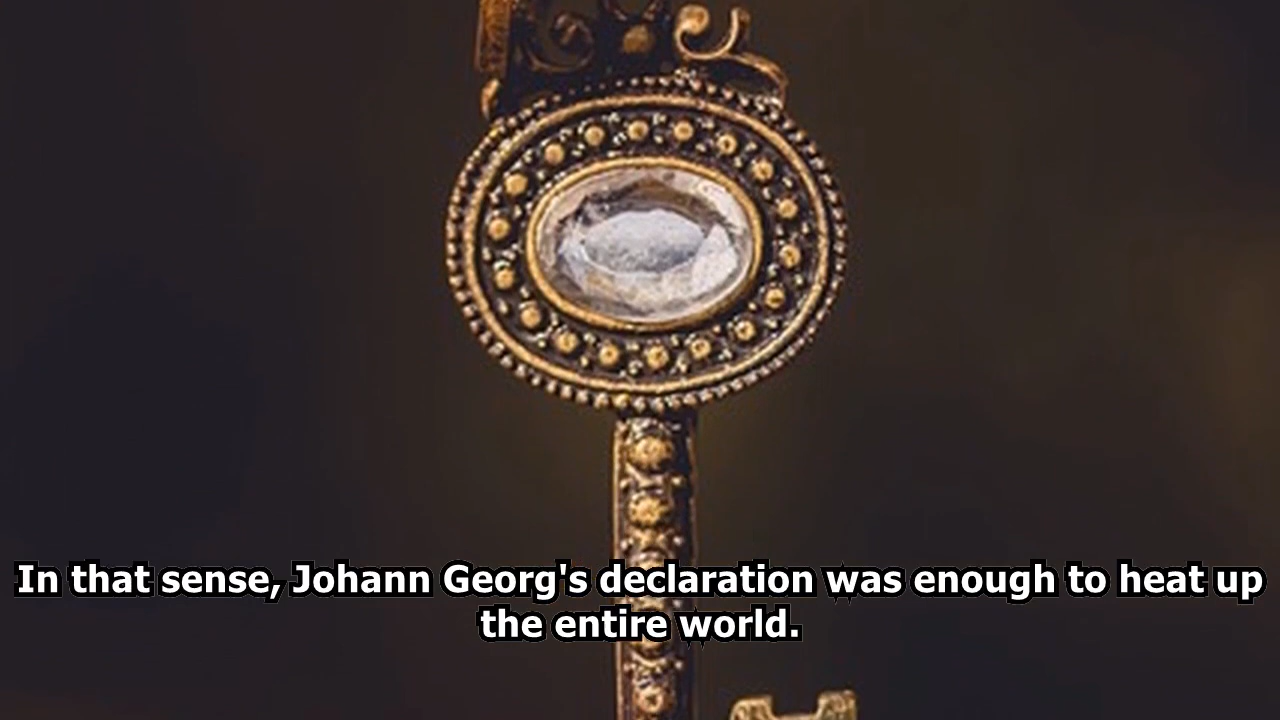 In that sense, Johann Georg's declaration was enough to heat up
the entire world.